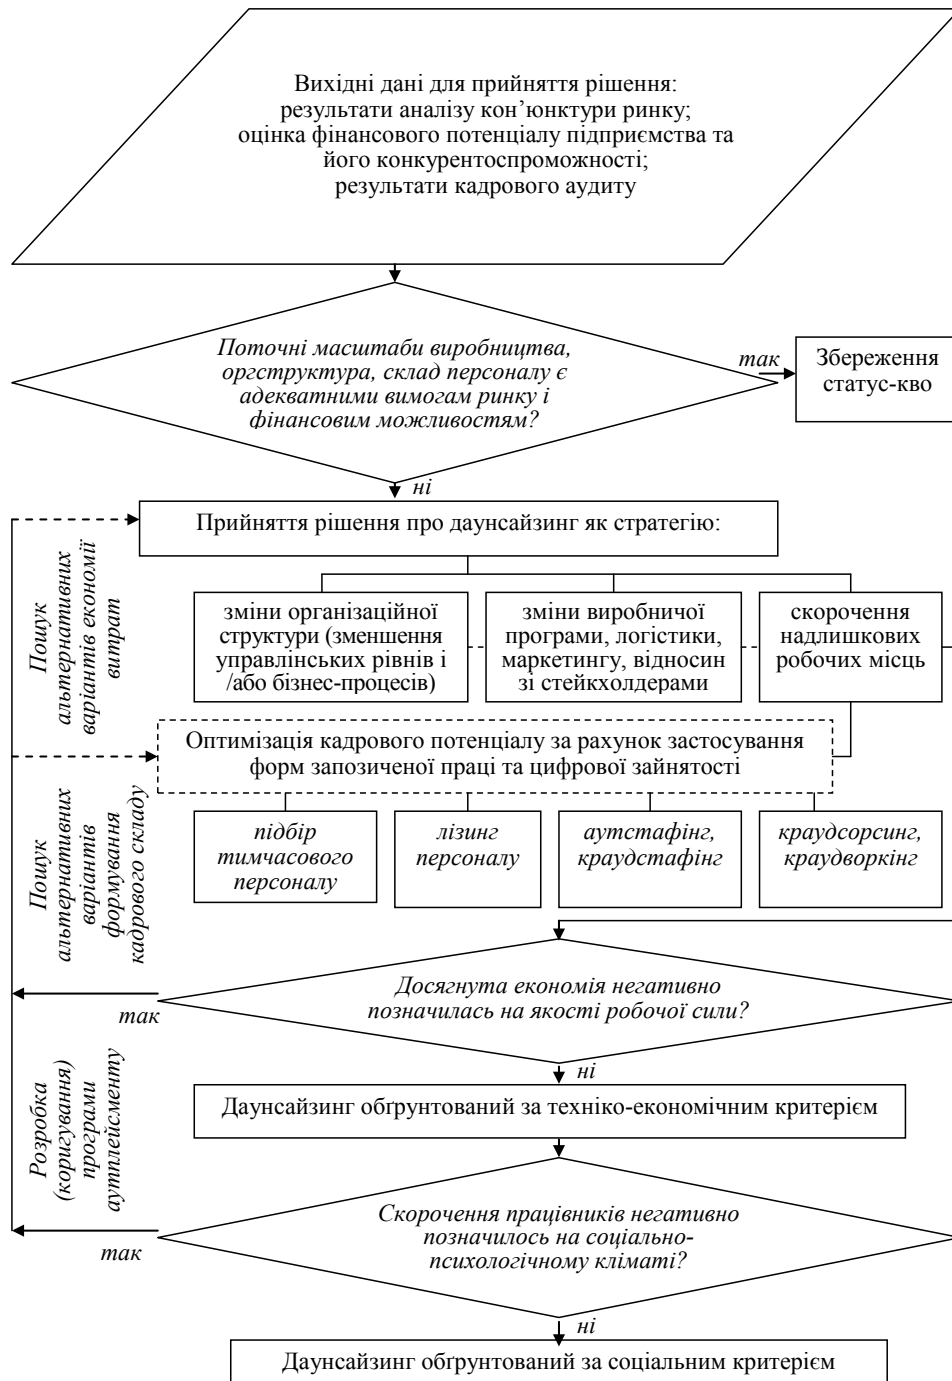 Вихідні дані для прийняття рішення:
результати аналізу кон’юнктури ринку;
оцінка фінансового потенціалу підприємства та
його конкурентоспроможності;
результати кадрового аудиту
Поточні масштаби виробництва,
оргструктура, склад персоналу є
адекватними вимогам ринку і
фінансовим можливостям?
так
Збереження
статус-кво
ні
Прийняття рішення про даунсайзинг як стратегію:
Пошук
альтернативних
варіантів економії
витрат
зміни організаційної
структури (зменшення
управлінських рівнів і
/або бізнес-процесів)
зміни виробничої
програми, логістики,
маркетингу, відносин
зі стейкхолдерами
скорочення
надлишкових
робочих місць
Оптимізація кадрового потенціалу за рахунок застосування
форм запозиченої праці та цифрової зайнятості
Пошук
альтернативних
варіантів
формування
кадрового складу
підбір
тимчасового
персоналу
лізинг
персоналу
аутстафінг,
краудстафінг
краудсорсинг,
краудворкінг
Досягнута економія негативно
позначилась на якості робочої сили?
так
ні
Даунсайзинг обґрунтований за техніко-економічним критерієм
Розробка
(коригування)
програми
аутплейсменту
Скорочення працівників негативно
позначилось на соціально-
психологічному кліматі?
так
ні
Даунсайзинг обґрунтований за соціальним критерієм